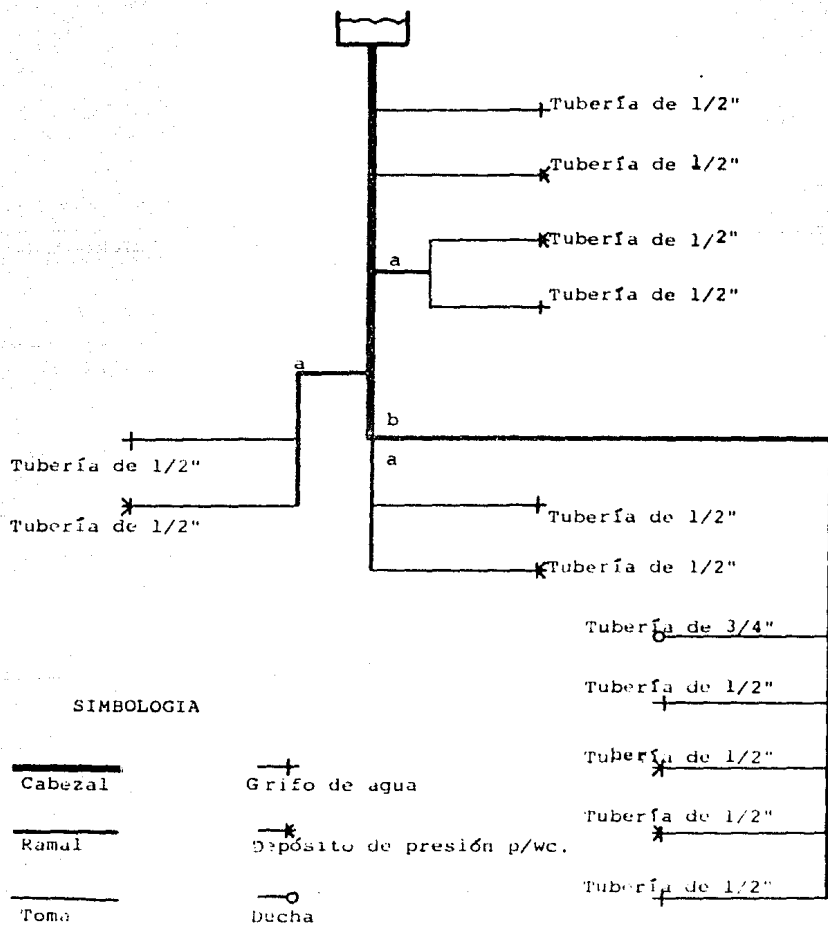 Tubería de 1/2"
Tubería de 1/2"
Tubería de 1/2"
a
Tubería de 1/2"
a
b
a
Tubería de 1/2"
Tubería de 1/2"
Tubería de 1/2"
Tubería de 1/2"
Tubería de 3/4"
Tubería de 1/2"
SIMBOLOGIA
Tubería de 1/2"
Cabezal
Grifo de agua
Tubería de 1/2"
Ramal
Depósito de presión p/wc.
Tubería de 1/2"
Toma
Ducha